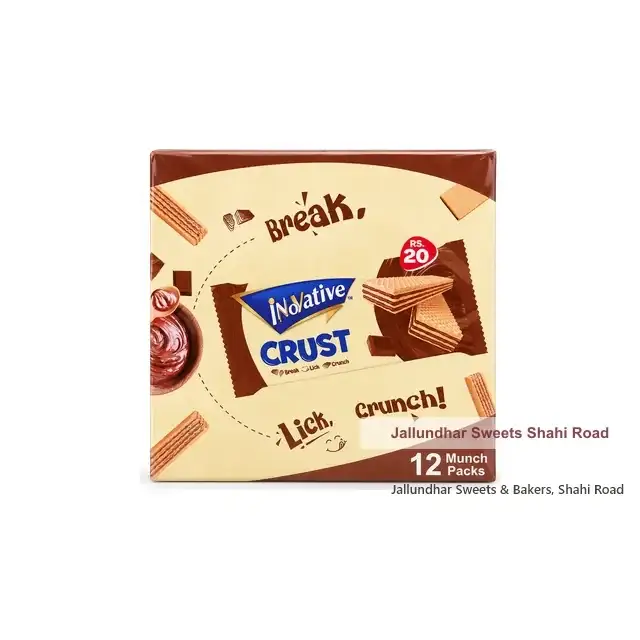 Break,
RS.
20
iNovative
CRUST
Break Lick Crunch
Lick,
Crunch!
Jallundhar Sweets Shahi Road
12 Munch
Packs
Jallundhar Sweets & Bakers, Shahi Road